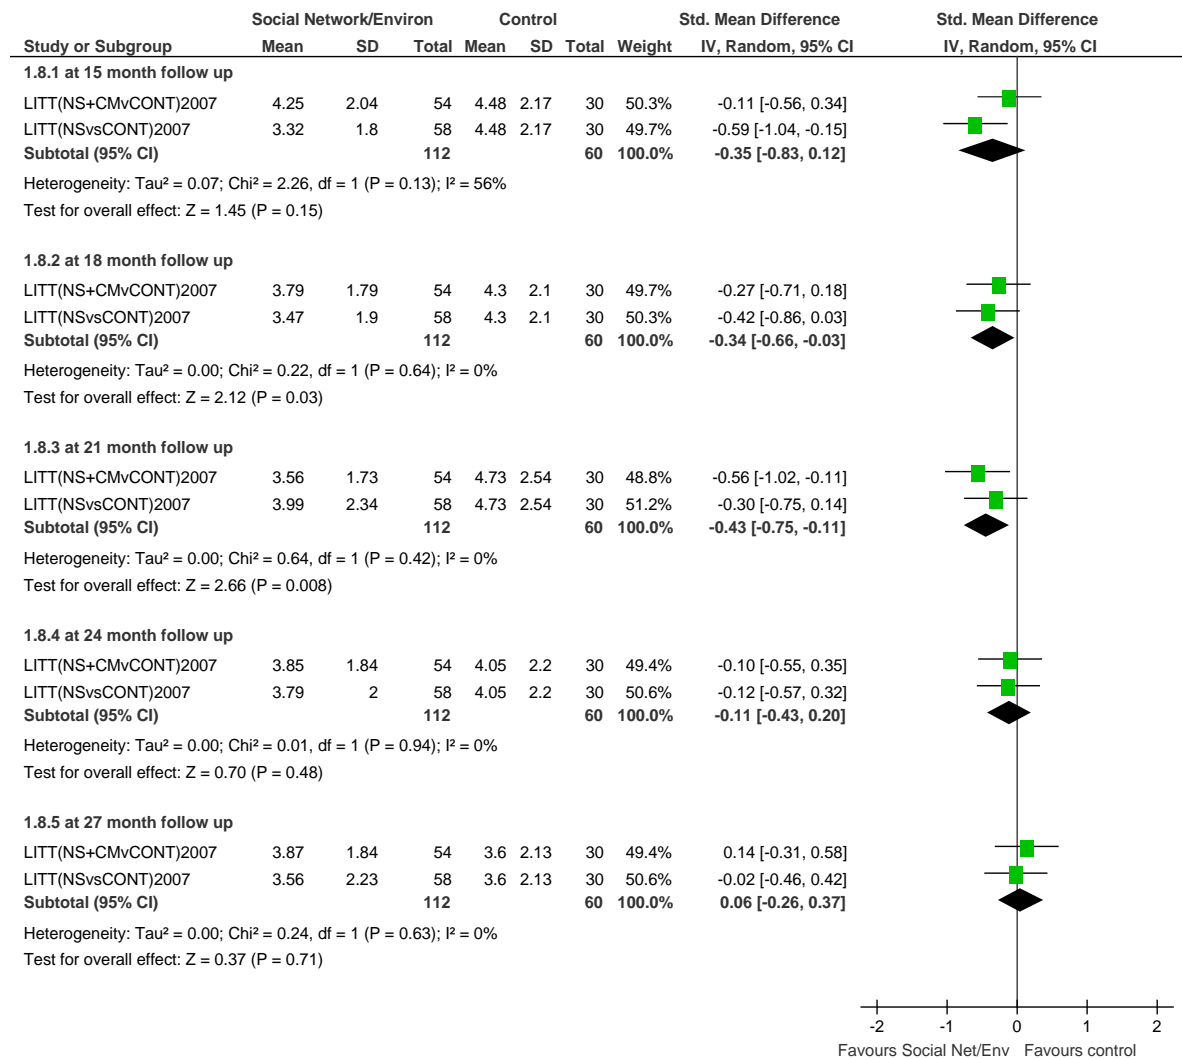 Social Network/Environ Control Std. Mean Difference Std. Mean Difference
Study or Subgroup Mean SD Total Mean SD Total Weight IV, Random, 95% CI IV, Random, 95% CI
1.8.1 at 15 month follow up
LITT(NS+CMvCONT)2007 4.25 2.04 54 4.48 2.17 30 50.3% -0.11 [-0.56, 0.34]
LITT(NSvsCONT)2007 3.32 1.8 58 4.48 2.17 30 49.7% -0.59 [-1.04, -0.15]
Subtotal (95% CI) 112 60 100.0% -0.35 [-0.83, 0.12]
Heterogeneity: Tau² = 0.07; Chi² = 2.26, df = 1 (P = 0.13); I² = 56%
Test for overall effect: Z = 1.45 (P = 0.15)
1.8.2 at 18 month follow up
LITT(NS+CMvCONT)2007 3.79 1.79 54 4.3 2.1 30 49.7% -0.27 [-0.71, 0.18]
LITT(NSvsCONT)2007 3.47 1.9 58 4.3 2.1 30 50.3% -0.42 [-0.86, 0.03]
Subtotal (95% CI) 112 60 100.0% -0.34 [-0.66, -0.03]
Heterogeneity: Tau² = 0.00; Chi² = 0.22, df = 1 (P = 0.64); I² = 0%
Test for overall effect: Z = 2.12 (P = 0.03)
1.8.3 at 21 month follow up
LITT(NS+CMvCONT)2007 3.56 1.73 54 4.73 2.54 30 48.8% -0.56 [-1.02, -0.11]
LITT(NSvsCONT)2007 3.99 2.34 58 4.73 2.54 30 51.2% -0.30 [-0.75, 0.14]
Subtotal (95% CI) 112 60 100.0% -0.43 [-0.75, -0.11]
Heterogeneity: Tau² = 0.00; Chi² = 0.64, df = 1 (P = 0.42); I² = 0%
Test for overall effect: Z = 2.66 (P = 0.008)
1.8.4 at 24 month follow up
LITT(NS+CMvCONT)2007 3.85 1.84 54 4.05 2.2 30 49.4% -0.10 [-0.55, 0.35]
LITT(NSvsCONT)2007 3.79 2 58 4.05 2.2 30 50.6% -0.12 [-0.57, 0.32]
Subtotal (95% CI) 112 60 100.0% -0.11 [-0.43, 0.20]
Heterogeneity: Tau² = 0.00; Chi² = 0.01, df = 1 (P = 0.94); I² = 0%
Test for overall effect: Z = 0.70 (P = 0.48)
1.8.5 at 27 month follow up
LITT(NS+CMvCONT)2007 3.87 1.84 54 3.6 2.13 30 49.4% 0.14 [-0.31, 0.58]
LITT(NSvsCONT)2007 3.56 2.23 58 3.6 2.13 30 50.6% -0.02 [-0.46, 0.42]
Subtotal (95% CI) 112 60 100.0% 0.06 [-0.26, 0.37]
Heterogeneity: Tau² = 0.00; Chi² = 0.24, df = 1 (P = 0.63); I² = 0%
Test for overall effect: Z = 0.37 (P = 0.71)
-2 -1 0 1 2
Favours Social Net/Env Favours control